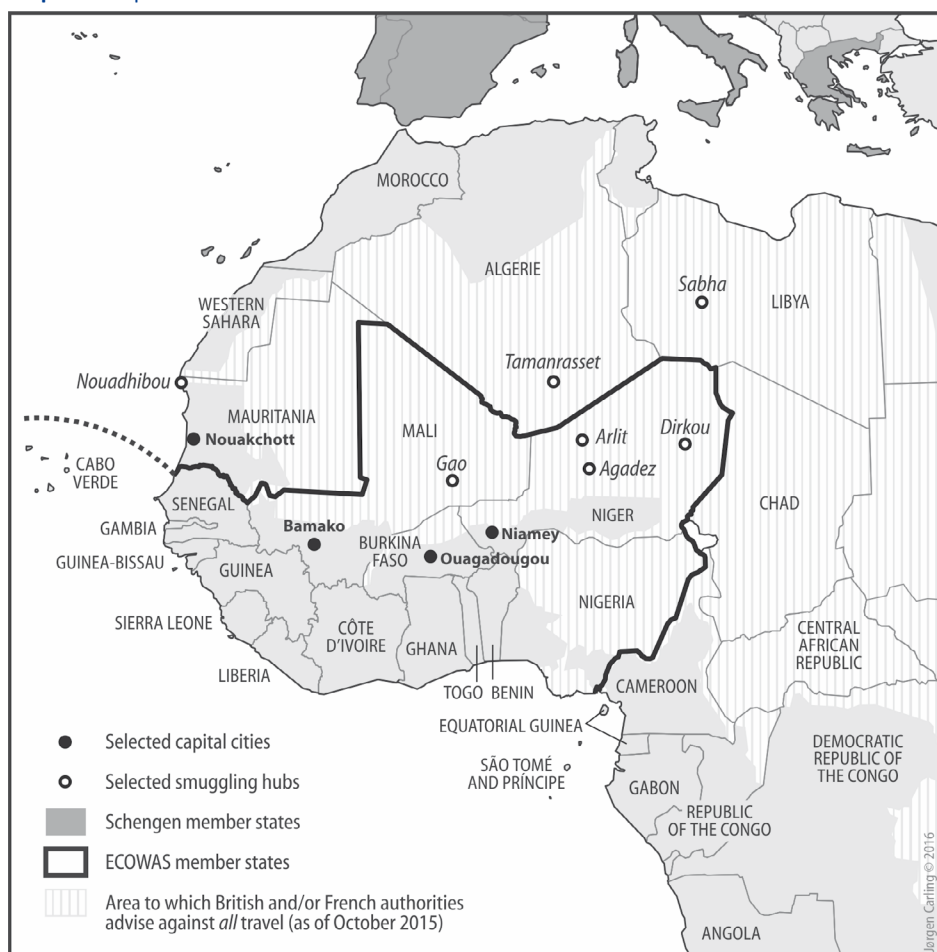 MOROCCO
ALGERIE
LIBYA
Sabha
WESTERN
SAHARA
Tamanrasset
Nouadhibou
MAURITANIA
Nouakchott
MALI
Gao
Arlit
Agadez
Dirkou
CHAD
CABO
VERDE
SENEGAL
GAMBIA
GUINEA-BISSAU
Bamako
BURKINA
FASO
Niamey
Ouagadougou
NIGER
GUINEA
SIERRA LEONE
CÔTE
D'IVOIRE
GHANA
NIGERIA
LIBERIA
TOGO
BENIN
CENTRAL
AFRICAN
REPUBLIC
CAMEROON
EQUATORIAL GUINEA
SÃO TOMÉ
AND PRÍNCIPE
GABON
REPUBLIC
OF THE CONGO
DEMOCRATIC
REPUBLIC OF
THE CONGO
ANGOLA
Selected capital cities
Selected smuggling hubs
Schengen member states
ECOWAS member states
Area to which British and/or French authorities
advise against all travel (as of October 2015)
Jørgen Carling © 2016